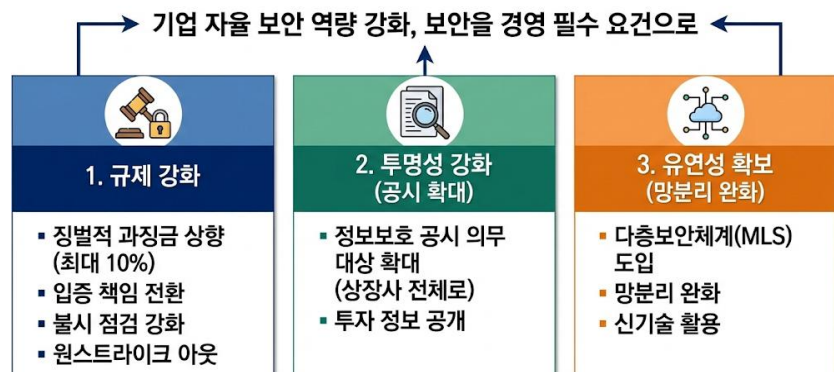 기업 자율 보안 역량 강화, 보안을 경영 필수 요건으로
1. 규제 강화
▪ 징벌적 과징금 상향
(최대 10%)
▪ 입증 책임 전환
▪ 불시 점검 강화
▪ 원스트라이크 아웃
2. 투명성 강화
(공시 확대)
▪ 정보보호 공시 의무
대상 확대
(상장사 전체로)
▪ 투자 정보 공개
3. 유연성 확보
(망분리 완화)
▪ 다층보안체계(MLS)
도입
▪ 망분리 완화
▪ 신기술 활용